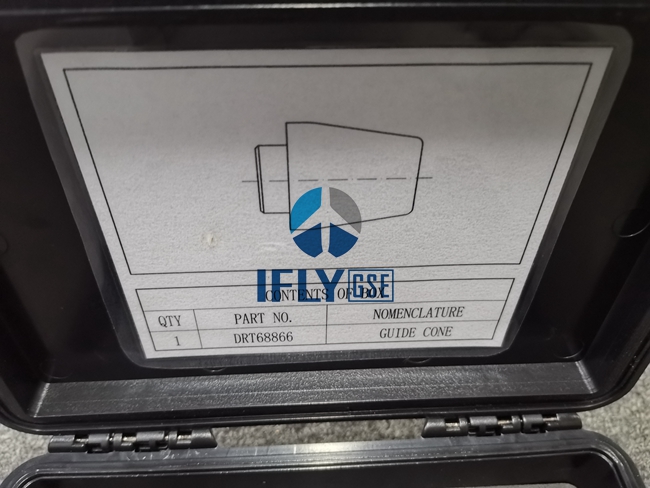 IFLY GSE
CONTENTS OF BOX
QTY PART NO. NOMENCLATURE
1 DRT68866 GUIDE CONE